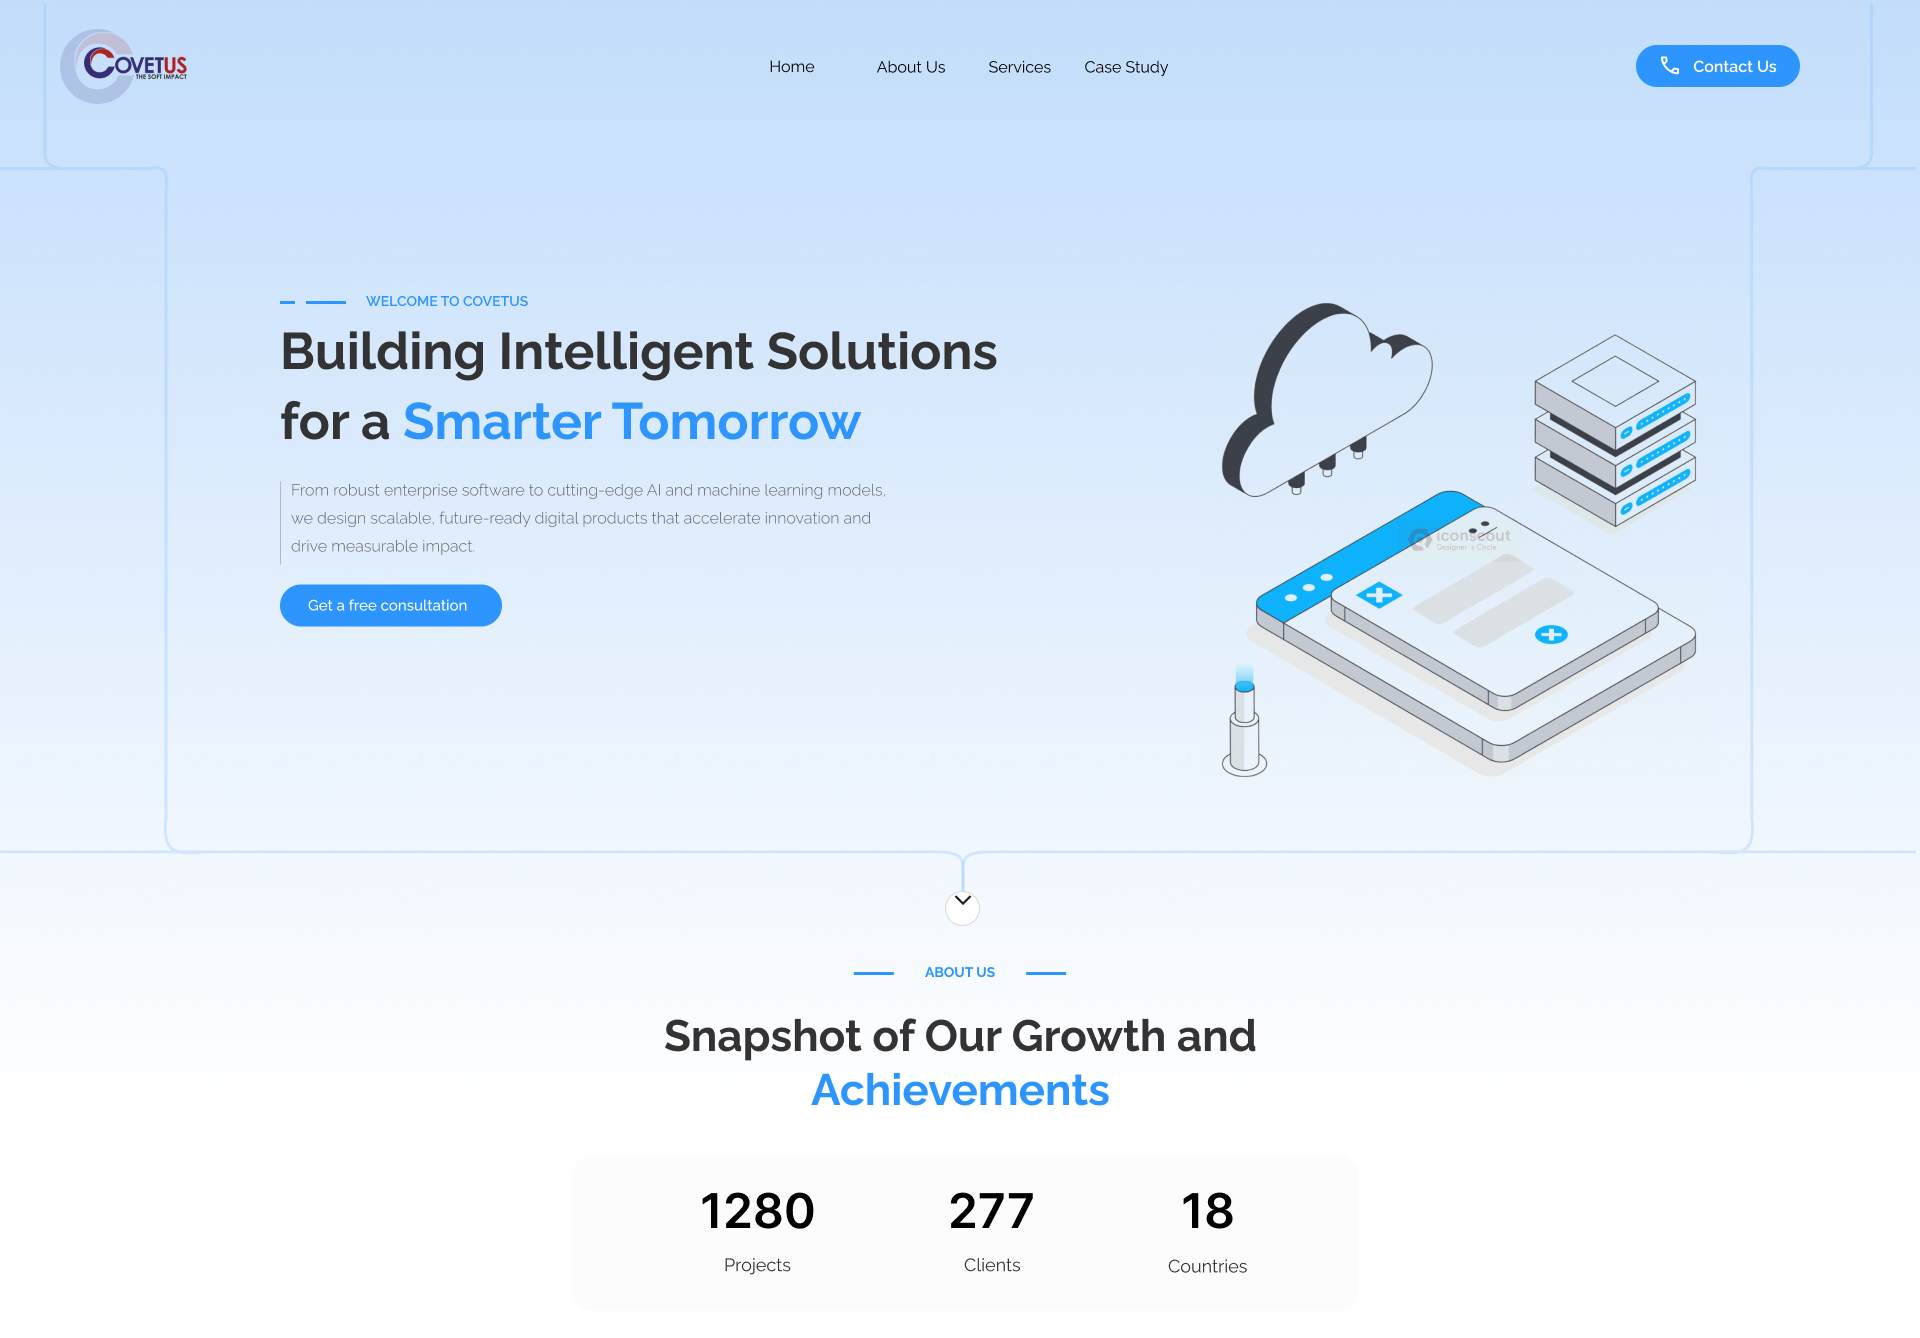 COVETUS
THE SOFT IMPACT
Home
About Us
Services
Case Study
Contact Us
WELCOME TO COVETUS
Building Intelligent Solutions
for a Smarter Tomorrow
From robust enterprise software to cutting-edge AI and machine learning models,
we design scalable, future-ready digital products that accelerate innovation and
drive measurable impact.
Get a free consultation
iconscout
Designer's Circle
ABOUT US
Snapshot of Our Growth and
Achievements
1280
277
18
Projects
Clients
Countries